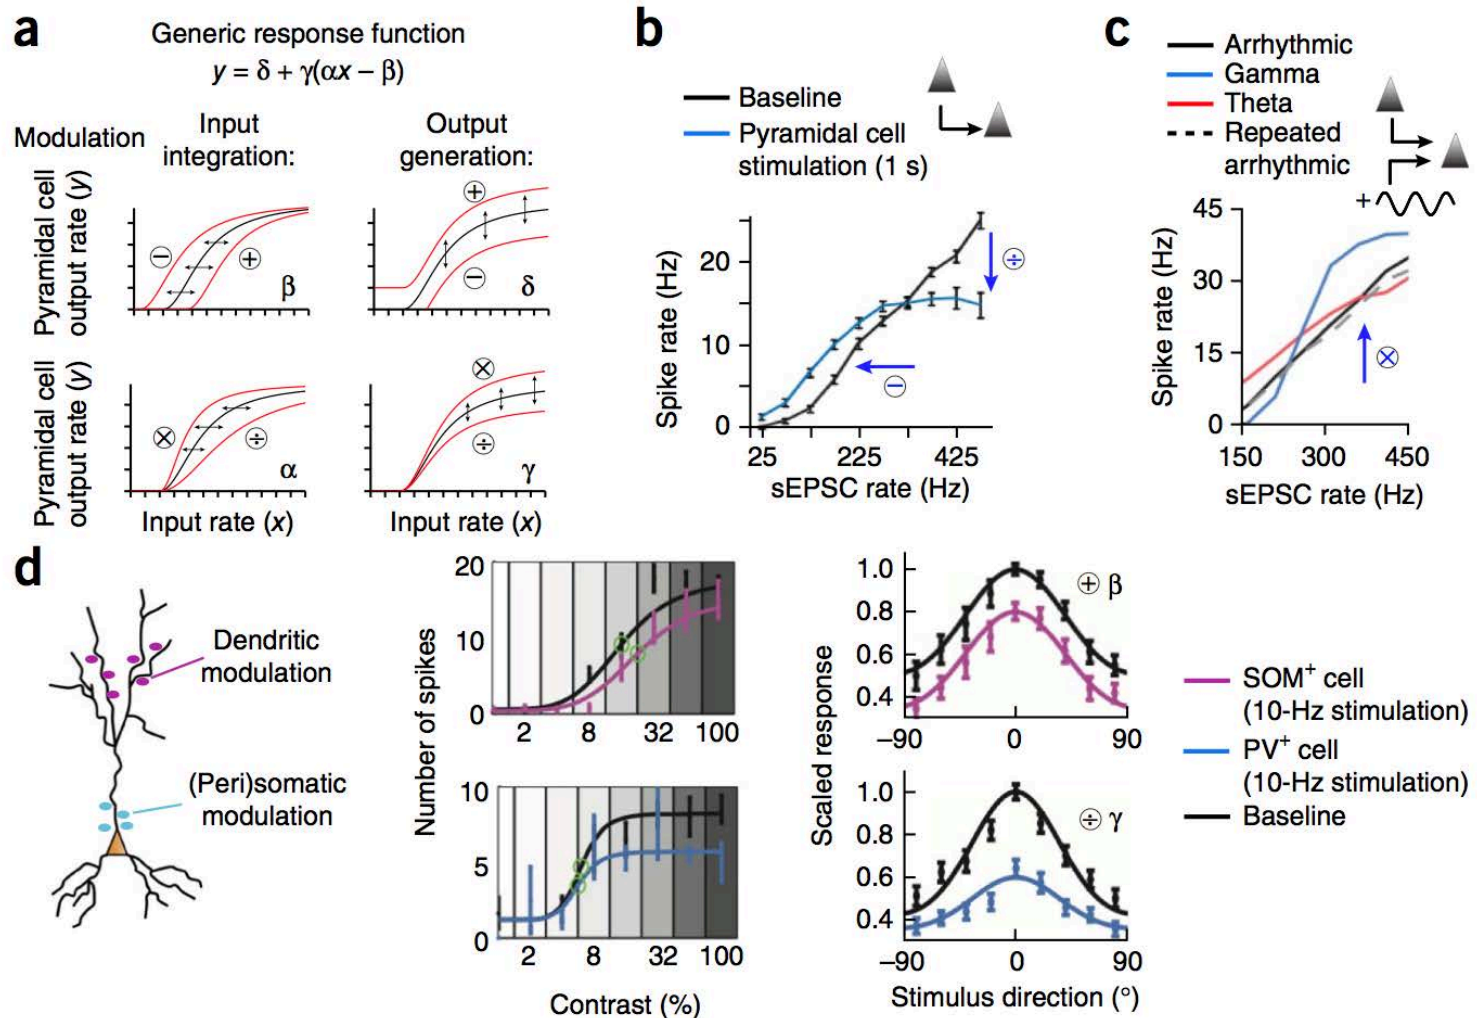 a
Generic response function
y = δ + γ(αx – β)
Modulation
Input
integration:
Output
generation:
Pyramidal cell
output rate (y)
–
+
β
+
–
δ
Pyramidal cell
output rate (y)
×
÷
α
×
÷
γ
Input rate (x)
Input rate (x)
b
Baseline
Pyramidal cell
stimulation (1 s)
Spike rate (Hz)
20
10
0
÷
–
25
225
425
sEPSC rate (Hz)
c
Arrhythmic
Gamma
Theta
Repeated
arrhythmic
+
Spike rate (Hz)
45
30
15
0
×
150
300
450
sEPSC rate (Hz)
d
Dendritic
modulation
(Peri)somatic
modulation
Number of spikes
20
10
0
2
8
32
100
10
5
0
2
8
32
100
Contrast (%)
Scaled response
1.0
0.8
0.6
0.4
+ β
–90
0
90
1.0
0.8
0.6
0.4
÷ γ
–90
0
90
Stimulus direction (°)
SOM⁺ cell
(10-Hz stimulation)
PV⁺ cell
(10-Hz stimulation)
Baseline